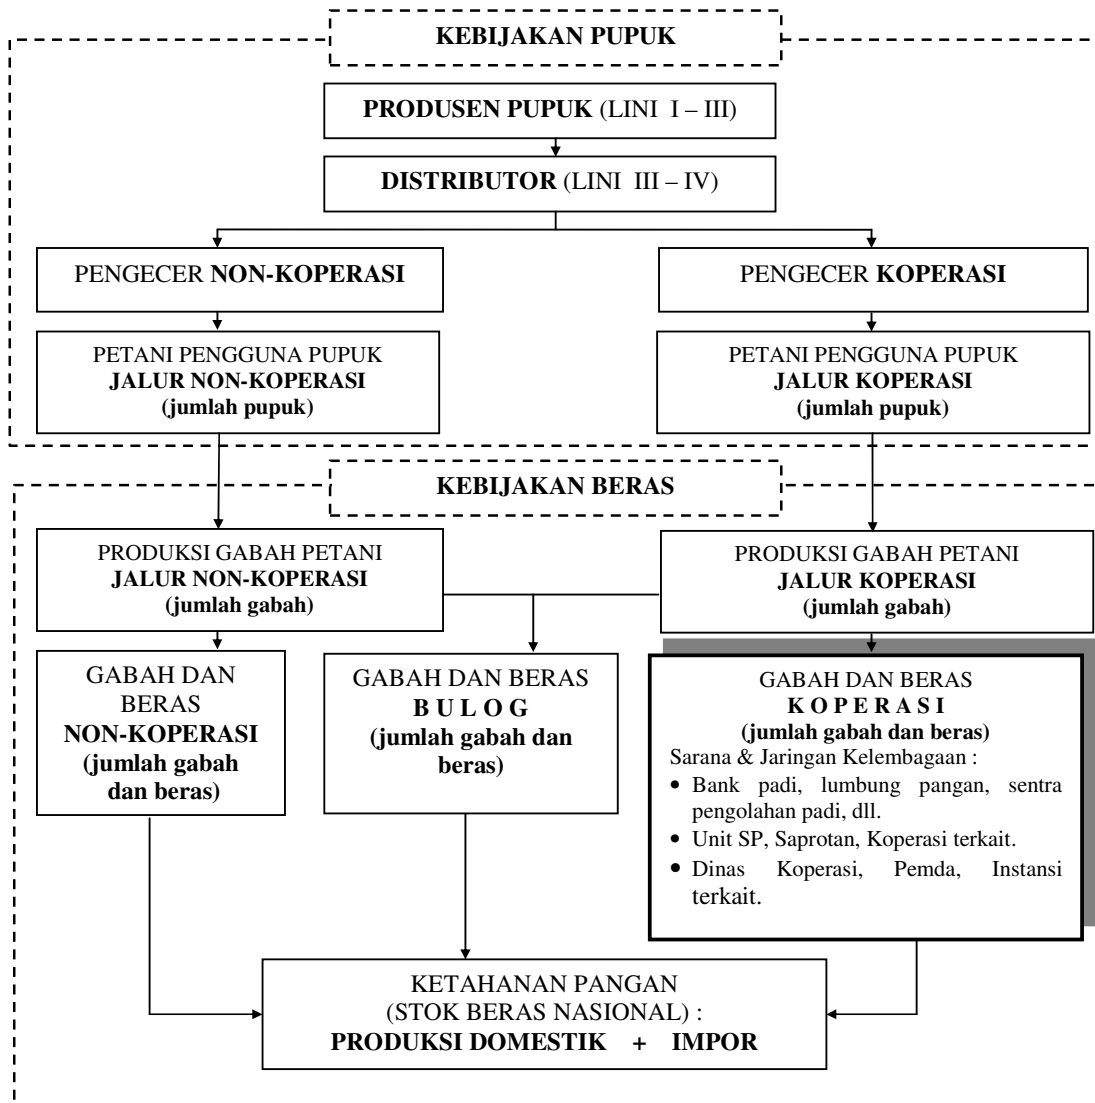 KEBIJAKAN PUPUK
PRODUSEN PUPUK (LINI I – III)
DISTRIBUTOR (LINI III – IV)
PENGECER NON-KOPERASI
PENGECER KOPERASI
PETANI PENGGUNA PUPUK
JALUR NON-KOPERASI
(jumlah pupuk)
PETANI PENGGUNA PUPUK
JALUR KOPERASI
(jumlah pupuk)
KEBIJAKAN BERAS
PRODUKSI GABAH PETANI
JALUR NON-KOPERASI
(jumlah gabah)
PRODUKSI GABAH PETANI
JALUR KOPERASI
(jumlah gabah)
GABAH DAN
BERAS
NON-KOPERASI
(jumlah gabah
dan beras)
GABAH DAN BERAS
B U L O G
(jumlah gabah dan
beras)
GABAH DAN BERAS
K O P E R A S I
(jumlah gabah dan beras)
Sarana & Jaringan Kelembagaan :
• Bank padi, lumbung pangan, sentra
pengolahan padi, dll.
• Unit SP, Saprotan, Koperasi terkait.
• Dinas Koperasi, Pemda, Instansi
terkait.
KETAHANAN PANGAN
(STOK BERAS NASIONAL) :
PRODUKSI DOMESTIK + IMPOR